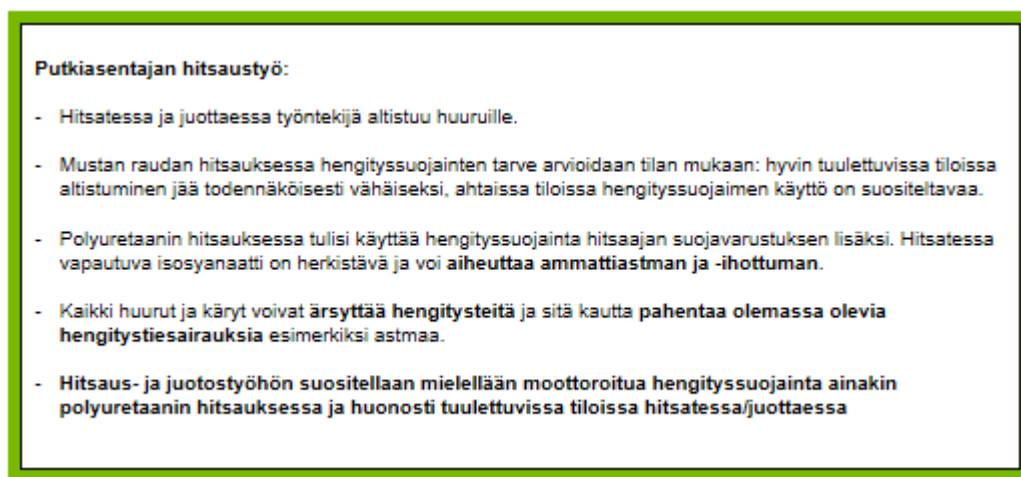 Putkiasentajan hitsaustyö:
- Hitsatessa ja juottaessa työntekijä altistuu huuruille.
- Mustan raudan hitsauksessa hengityssuojainten tarve arvioidaan tilan mukaan: hyvin tuulettuvissa tiloissa
altistuminen jää todennäköisesti vähäiseksi, ahtaissa tiloissa hengityssuojaimen käyttö on suositeltavaa.
- Polyuretaanin hitsauksessa tulisi käyttää hengityssuojainta hitsaajan suojavarustuksen lisäksi. Hitsatessa
vapautuva isosyanaatti on herkistävä ja voi aiheuttaa ammattiastman ja -ihottuman.
- Kaikki huurut ja käryt voivat ärsyttää hengitysteitä ja sitä kautta pahentaa olemassa olevia
hengitystiesairauksia esimerkiksi astmaa.
- Hitsaus- ja juotostyöhön suositellaan mielellään moottoroitua hengityssuojainta ainakin
polyuretaanin hitsauksessa ja huonosti tuulettuvissa tiloissa hitsatessa/juottaessa